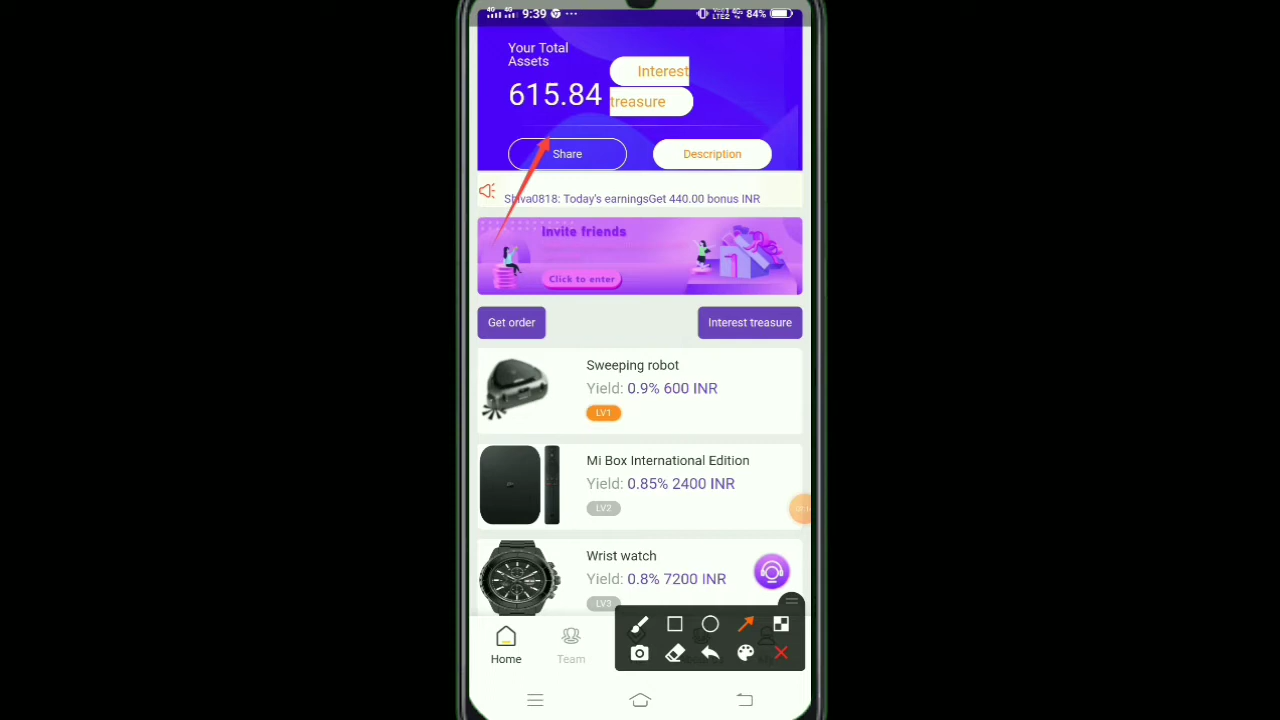 9:39
84%
Your Total
Assets
Interest
615.84
treasure
Share
Description
Shiva0818: Today's earningsGet 440.00 bonus INR
Invite friends
Click to enter
Get order
Interest treasure
Sweeping robot
Yield: 0.9% 600 INR
LV1
Mi Box International Edition
Yield: 0.85% 2400 INR
LV2
Wrist watch
Yield: 0.8% 7200 INR
LV3
Home
Team